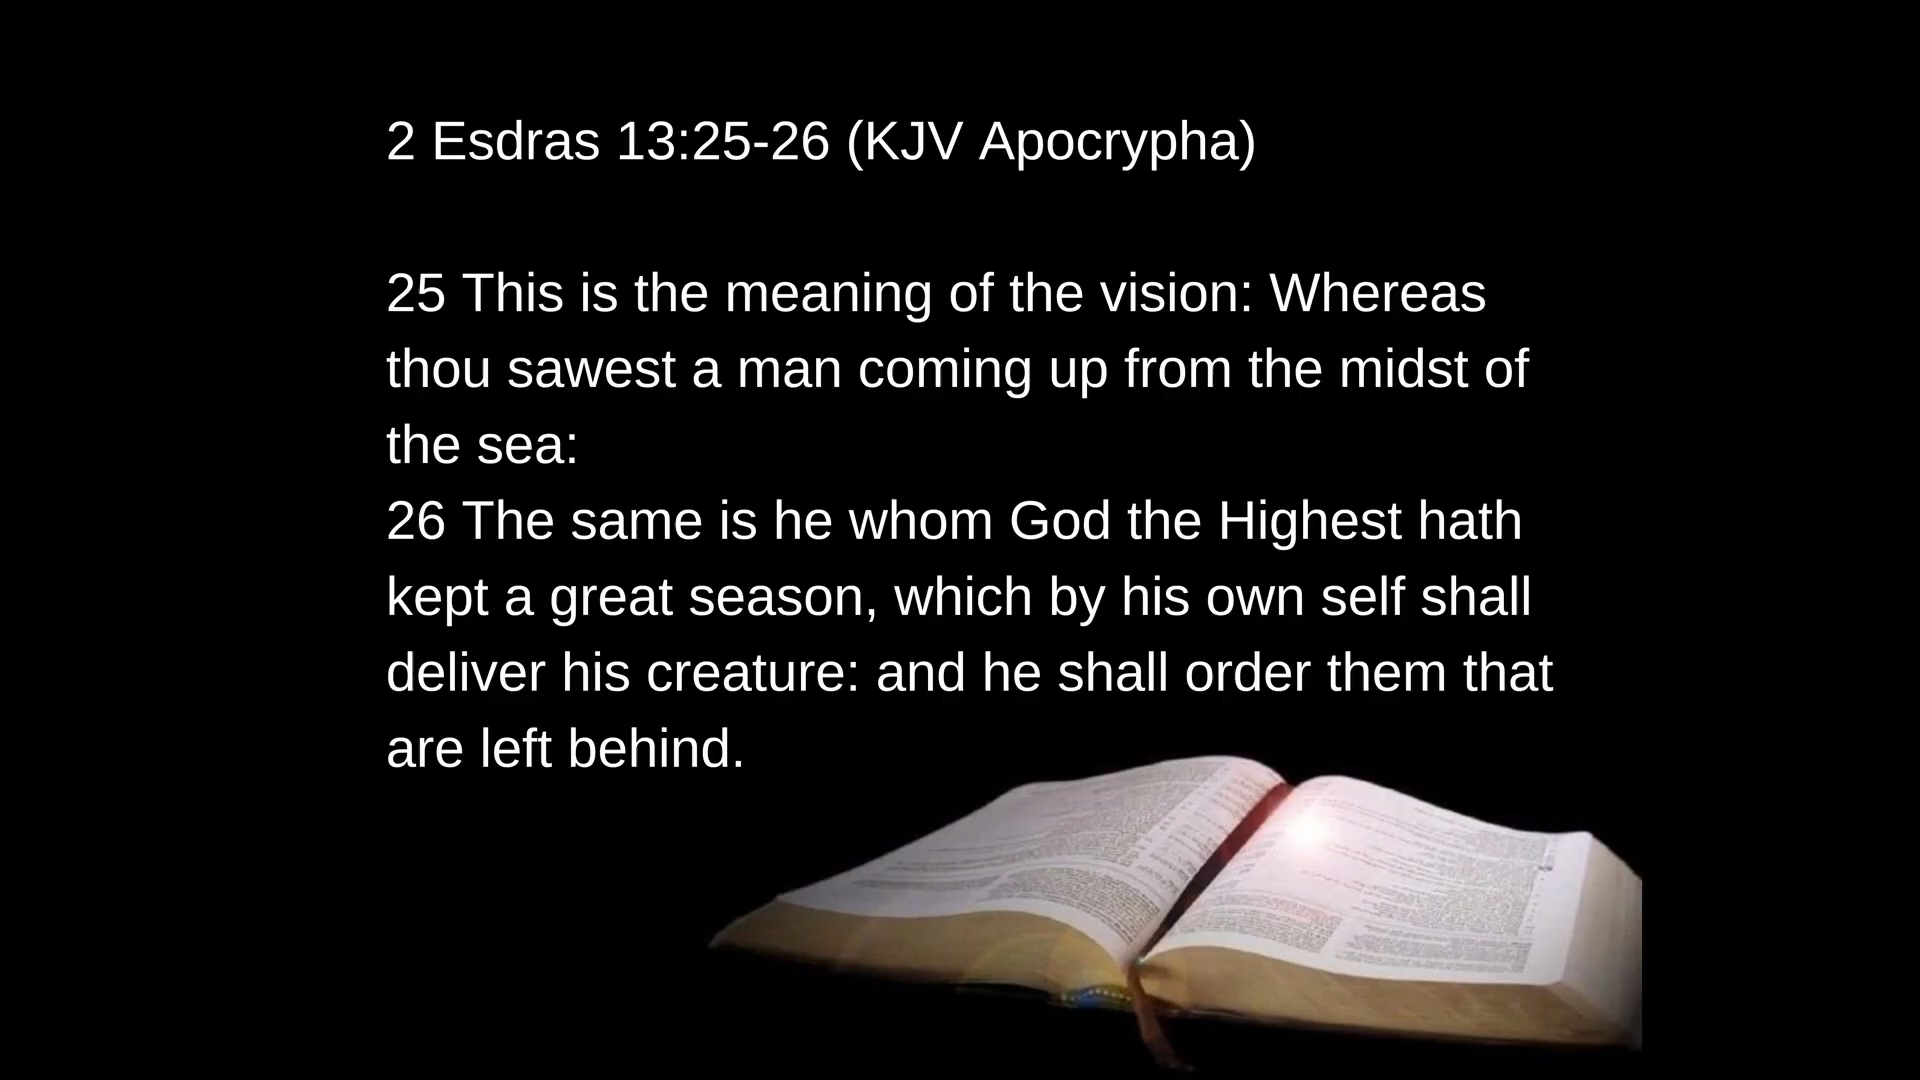 2 Esdras 13:25-26 (KJV Apocrypha)
25 This is the meaning of the vision: Whereas
thou sawest a man coming up from the midst of
the sea:
26 The same is he whom God the Highest hath
kept a great season, which by his own self shall
deliver his creature: and he shall order them that
are left behind.